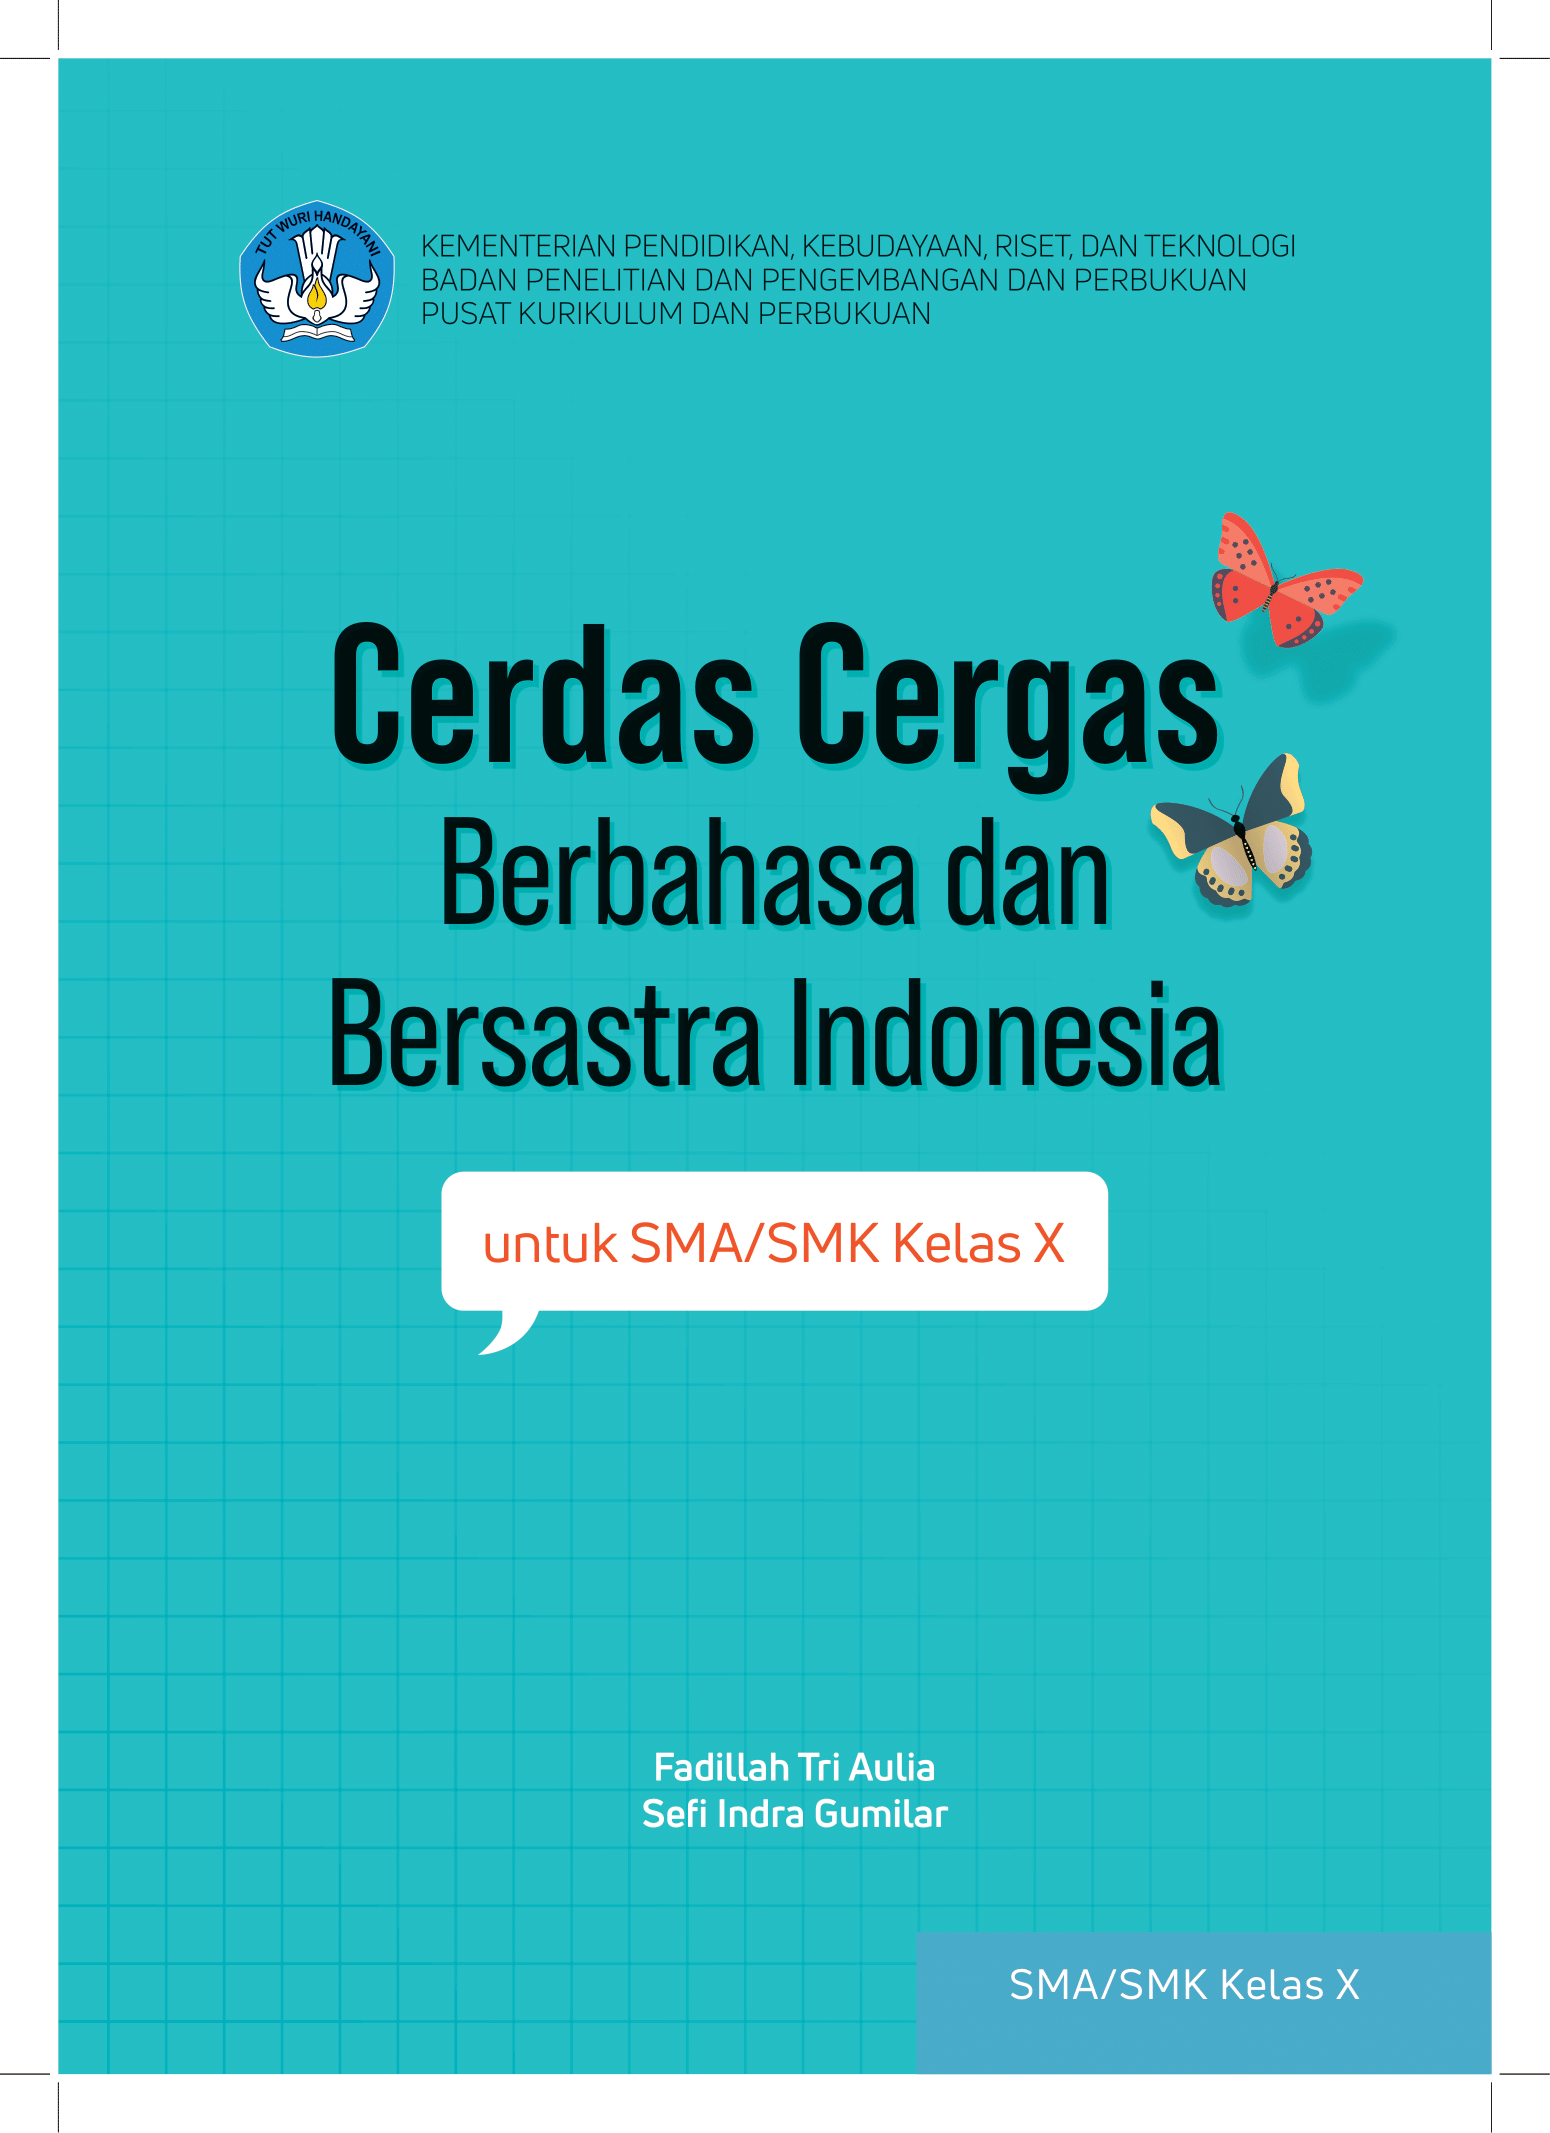 TUT WURI HANDAYANI
KEMENTERIAN PENDIDIKAN, KEBUDAYAAN, RISET, DAN TEKNOLOGI
BADAN PENELITIAN DAN PENGEMBANGAN DAN PERBUKUAN
PUSAT KURIKULUM DAN PERBUKUAN
Cerdas Cergas
Berbahasa dan
Bersastra Indonesia
untuk SMA/SMK Kelas X
Fadillah Tri Aulia
Sefi Indra Gumilar
SMA/SMK Kelas X